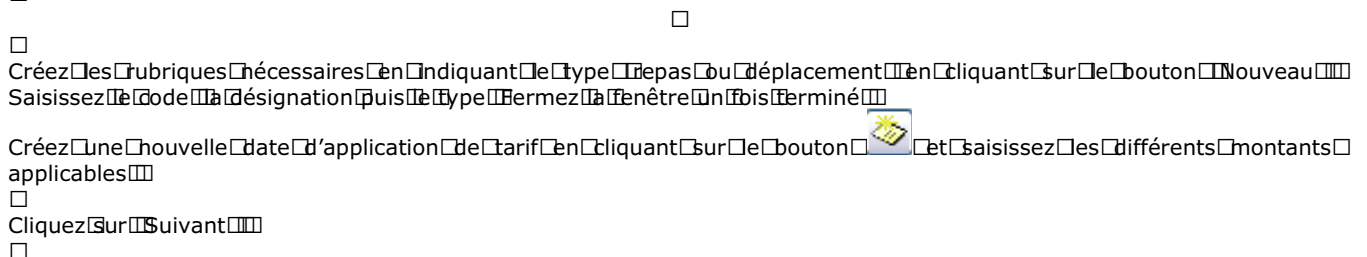 Créez les rubriques nécessaires en indiquant le type repas ou déplacement en cliquant sur le bouton Nouveau
Saisissez le code la désignation puis le type Fermez la fenêtre un fois terminé
Créez une nouvelle date d'application de tarif en cliquant sur le bouton et saisissez les différents montants
applicables
Cliquez sur Suivant